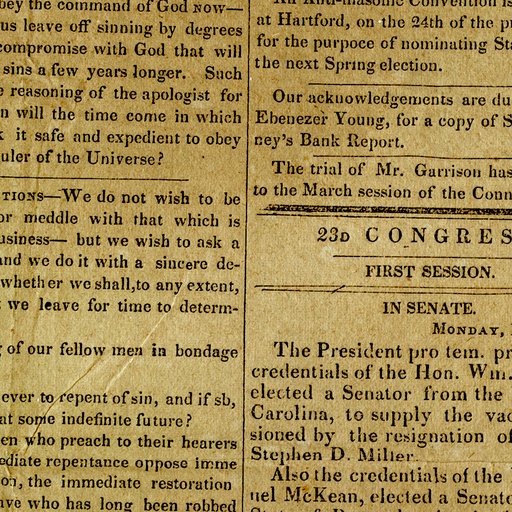 bey the command of God NOW—
us leave off sinning by degrees
compromise with God that will
sins a few years longer. Such
reasoning of the apologist for
n will the time come in which
it safe and expedient to obey
uler of the Universe?
TIONS—We do not wish to be
or meddle with that which is
usiness— but we wish to ask a
and we do it with a sincere de-
whether we shall,to any extent,
we leave for time to determ-
g of our fellow men in bondage
ever to repent of sin, and if sb,
at some indefinite future?
en who preach to their hearers
ediate repentance oppose imme
on, the immediate restoration
ave who has long been robbed
An Anti-masonic Convention is
at Hartford, on the 24th of the p
for the purpoce of nominating Sta
the next Spring election.
Our acknowledgements are du
Ebenezer Young, for a copy of S
ney's Bank Report.
The trial of Mr. Garrison has
to the March session of the Conn
23D CONGRES
FIRST SESSION.
IN SENATE.
MONDAY,
The President pro tem. pr
credentials of the Hon. Wm.
elected a Senator from the
Carolina, to supply the vac
sioned by the resignation of
Stephen D. Miller.
Also the credentials of the
uel McKean, elected a Senato